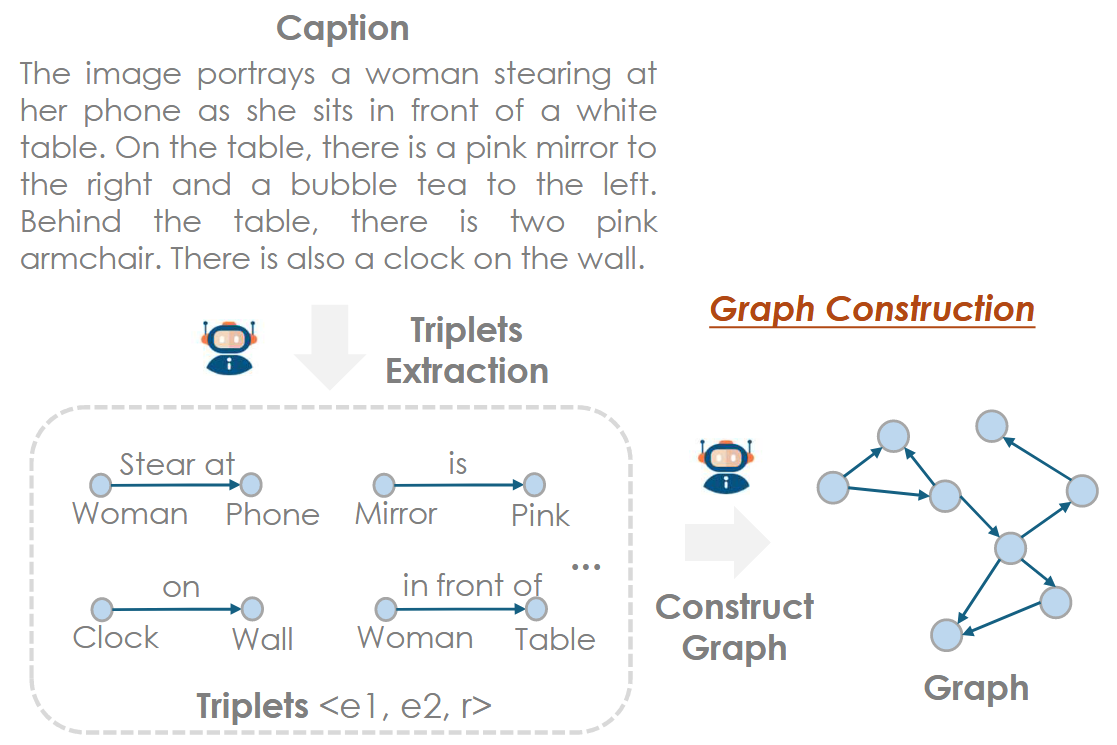 Caption
The image portrays a woman stearing at
her phone as she sits in front of a white
table. On the table, there is a pink mirror to
the right and a bubble tea to the left.
Behind the table, there is two pink
armchair. There is also a clock on the wall.
Graph Construction
Triplets
Extraction
Stear at
Woman Phone
is
Mirror Pink
on
Clock Wall
in front of
Woman Table
...
Triplets <e1, e2, r>
Construct
Graph
Graph